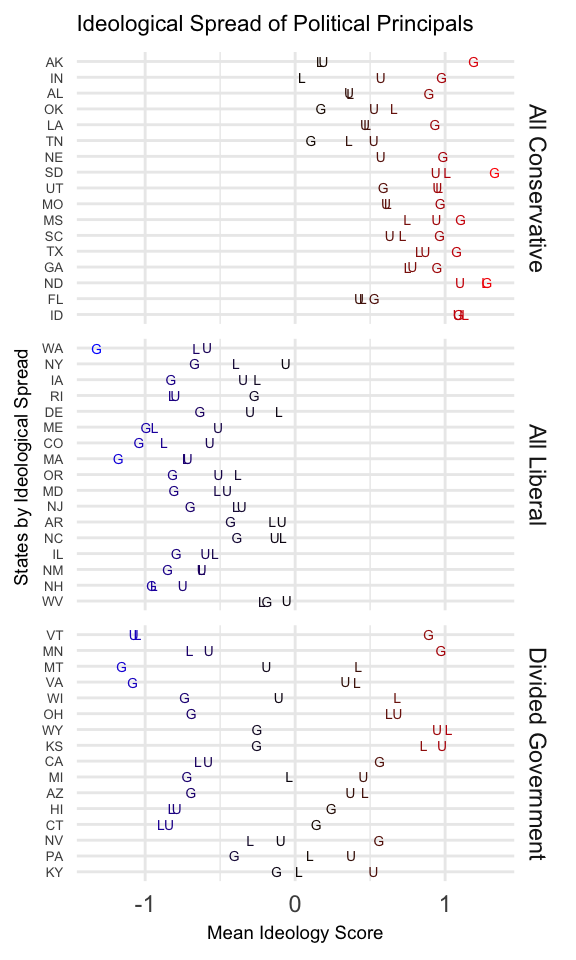 Ideological Spread of Political Principals
All Conservative
AK L U G
IN L U G
AL U L G
OK G U L
LA U L G
TN G L U
NE U G
SD U L G
UT G U L
MO U L G
MS L U G
SC U L G
TX L U G
GA L U G
ND U L G
FL U L G
ID U G L
All Liberal
WA G L U
NY G L U
IA G U L
RI L U G
DE G U L
ME G L U
CO G L U
MA G L U
OR G U L
MD G L U
NJ G L U
AR G L U
NC G U L
IL G U L
NM G L U
NH G L U
WV L G U
Divided Government
VT U L G
MN L U G
MT G U L
VA G U L
WI G U L
OH G L U
WY G U L
KS G L U
CA L U G
MI G L U
AZ G U L
HI L U G
CT L U G
NV L U G
PA G L U
KY G L U
-1 0 1
Mean Ideology Score
States by Ideological Spread